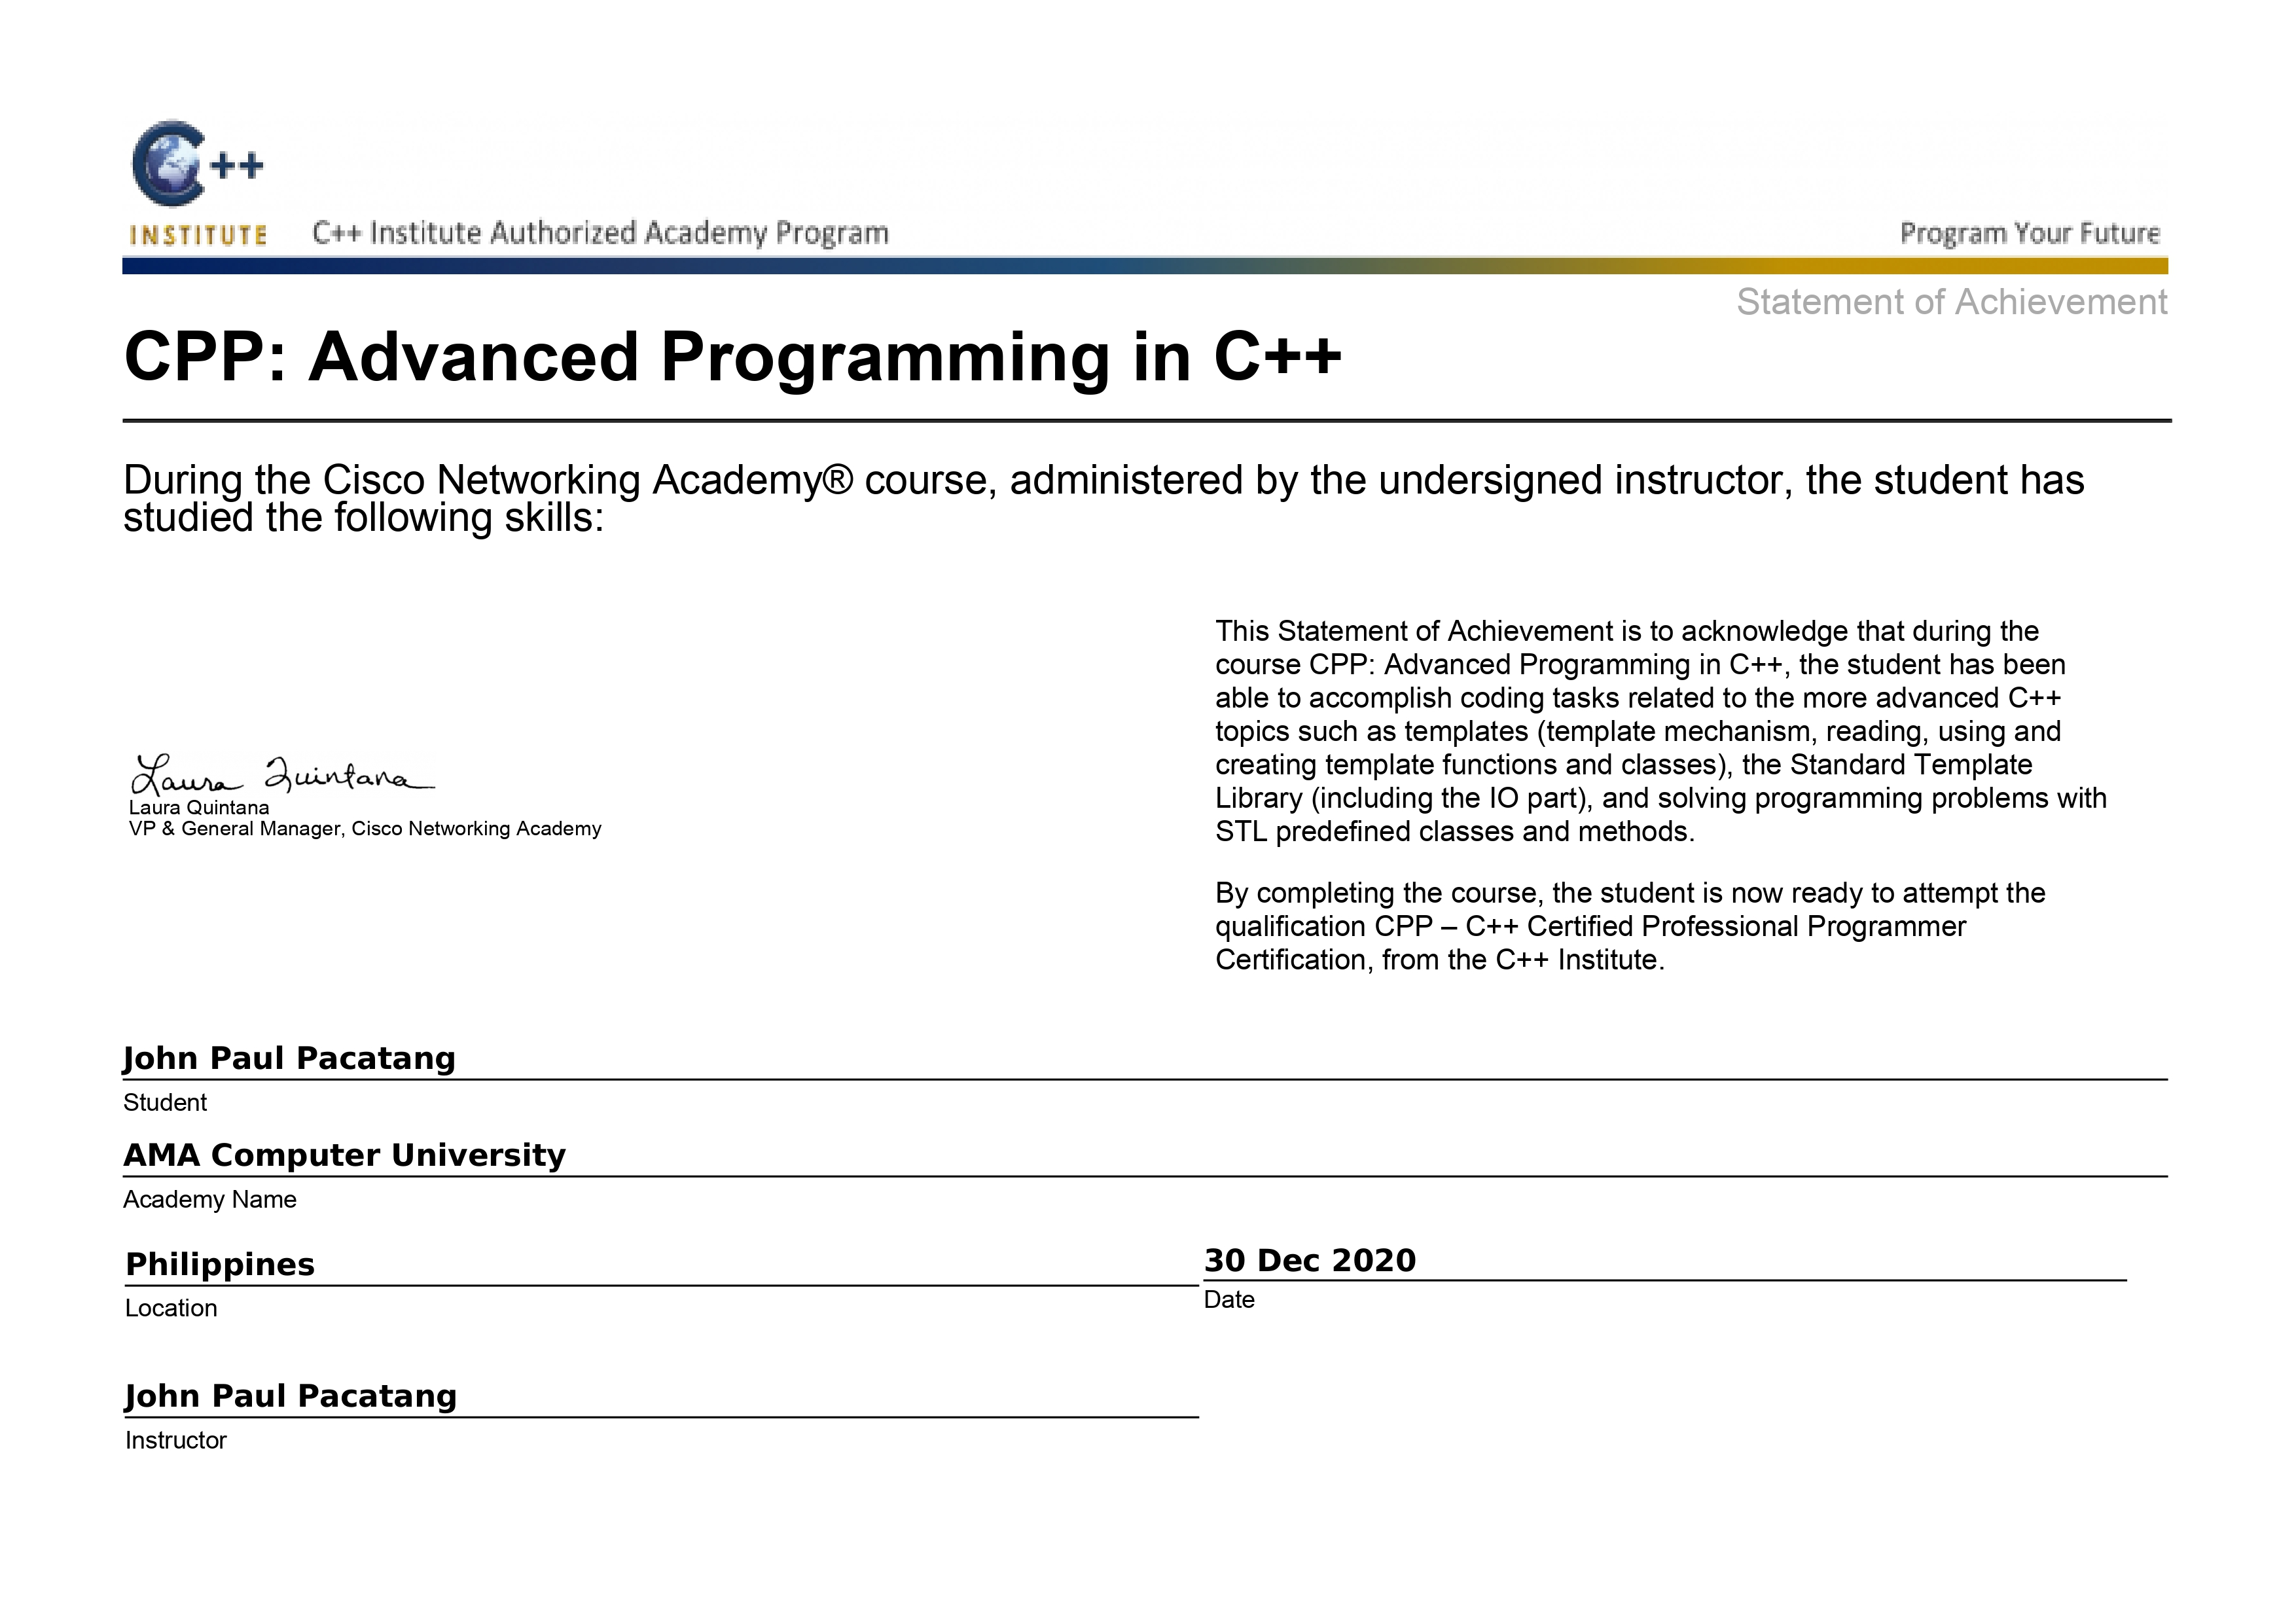 C++
INSTITUTE
C++ Institute Authorized Academy Program
Program Your Future
Statement of Achievement
CPP: Advanced Programming in C++
During the Cisco Networking Academy® course, administered by the undersigned instructor, the student has
studied the following skills:
This Statement of Achievement is to acknowledge that during the
course CPP: Advanced Programming in C++, the student has been
able to accomplish coding tasks related to the more advanced C++
topics such as templates (template mechanism, reading, using and
creating template functions and classes), the Standard Template
Library (including the IO part), and solving programming problems with
STL predefined classes and methods.
By completing the course, the student is now ready to attempt the
qualification CPP – C++ Certified Professional Programmer
Certification, from the C++ Institute.
Laura Quintana
Laura Quintana
VP & General Manager, Cisco Networking Academy
John Paul Pacatang
Student
AMA Computer University
Academy Name
Philippines
Location
30 Dec 2020
Date
John Paul Pacatang
Instructor